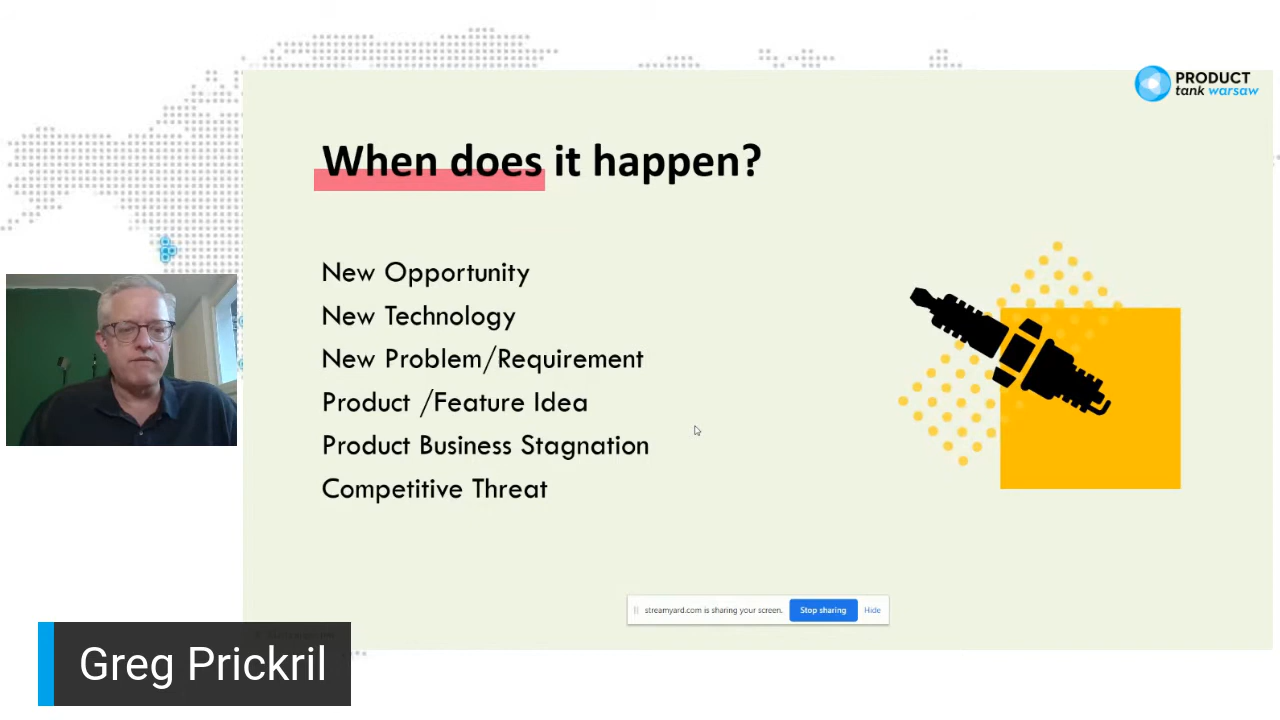 PRODUCT
tank warsaw
When does it happen?
New Opportunity
New Technology
New Problem/Requirement
Product /Feature Idea
Product Business Stagnation
Competitive Threat
streamyard.com is sharing your screen. Stop sharing Hide
Greg Prickril